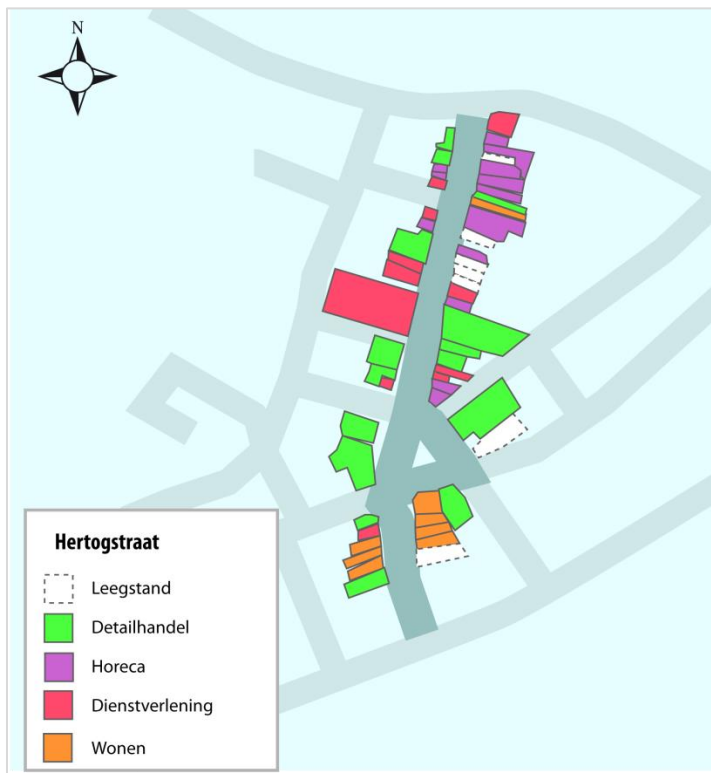 N
Hertogstraat
Leegstand
Detailhandel
Horeca
Dienstverlening
Wonen